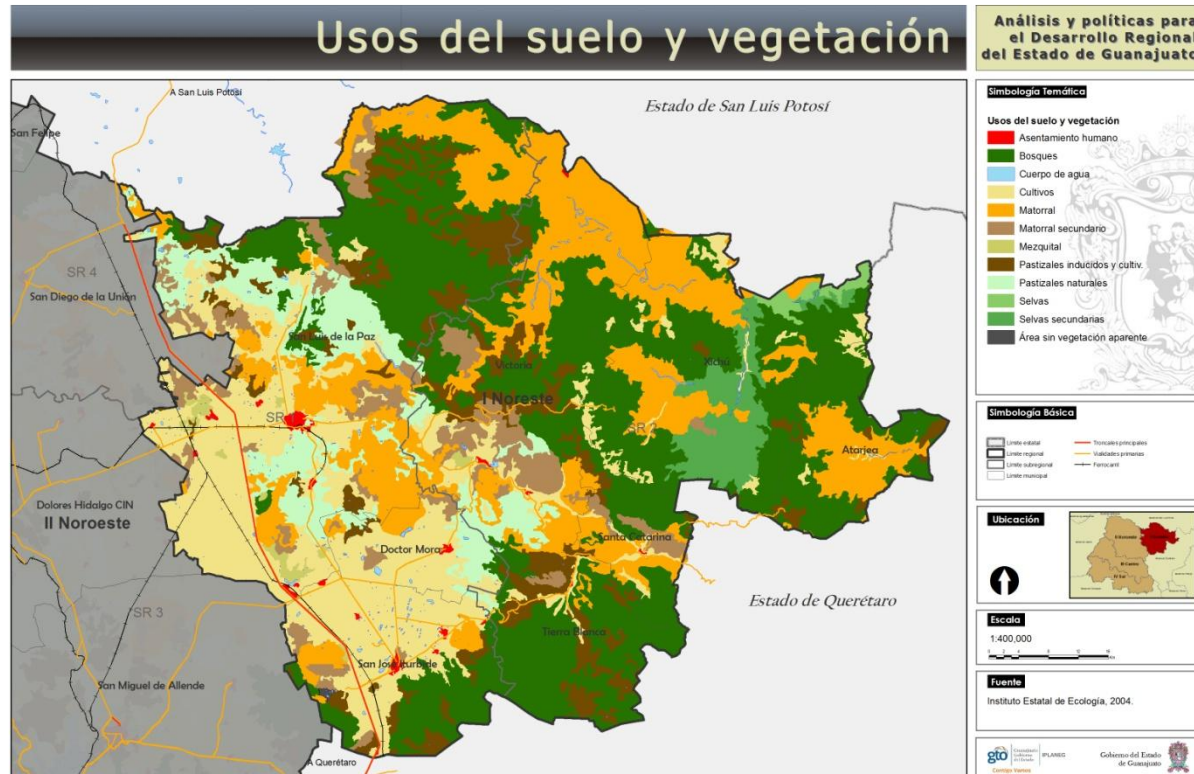 Usos del suelo y vegetación
Análisis y políticas para
el Desarrollo Regional
del Estado de Guanajuato
A San Luis Potosí
Estado de San Luis Potosí
San Felipe
SR 4
San Diego de la Unión
San Luis de la Paz
Victoria
Xichú
I Noreste
SR
SR 2
Atarjea
Dolores Hidalgo CIN
II Noroeste
Doctor Mora
Santa Catarina
Estado de Querétaro
SR 3
Tierra Blanca
San José Iturbide
San Miguel de Allende
A Querétaro
Simbología Temática
Usos del suelo y vegetación
Asentamiento humano
Bosques
Cuerpo de agua
Cultivos
Matorral
Matorral secundario
Mezquital
Pastizales inducidos y cultiv.
Pastizales naturales
Selvas
Selvas secundarias
Área sin vegetación aparente
Simbología Básica
Límite estatal
Límite regional
Límite subregional
Límite municipal
Troncales principales
Vialidades primarias
Ferrocarril
Ubicación
Escala
1:400,000
Fuente
Instituto Estatal de Ecología, 2004.
gto
IPLANEG
Contigo Vamos
Gobierno del Estado
de Guanajuato